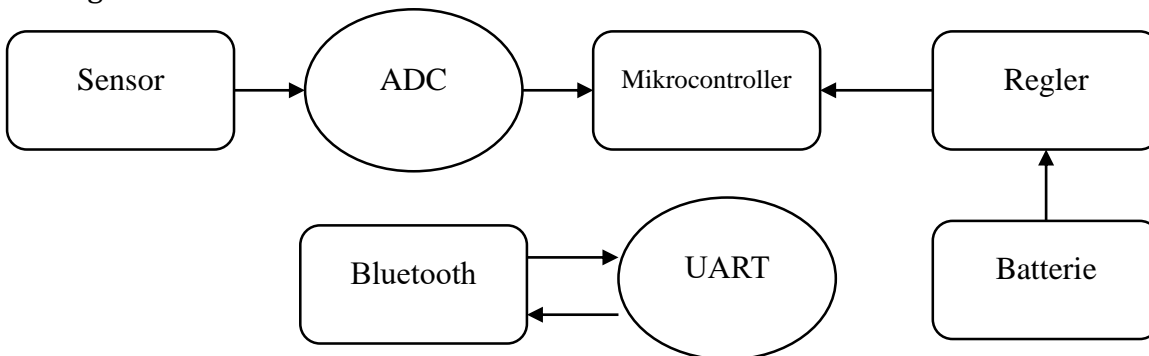 Sensor
ADC
Mikrocontroller
Regler
Bluetooth
UART
Batterie